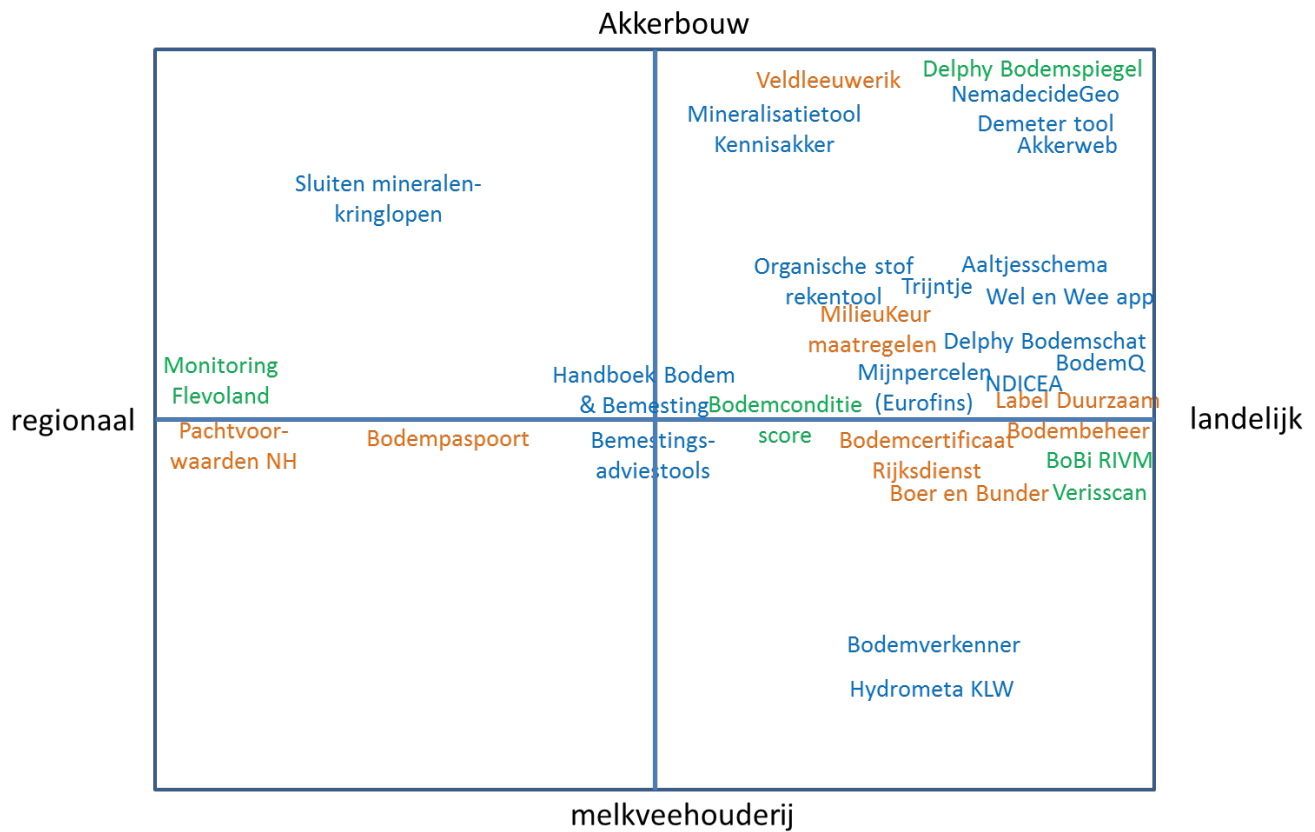 Akkerbouw
Delphy Bodemspiegel
Veldleeuwerik
NemadecideGeo
Mineralisatietool
Kennisakker
Demeter tool
Akkerweb
Sluiten mineralen-
kringlopen
Organische stof
rekentool
Aaltjesschema
Trijntje
Wel en Wee app
MilieuKeur
maatregelen
Delphy Bodemschat
BodemQ
Monitoring
Flevoland
Handboek Bodem
& Bemesting
Mijnpercelen
(Eurofins)
NDICEA
Bodemconditie
score
Label Duurzaam
Bodembeheer
regionaal
landelijk
Pachtvoor-
waarden NH
Bodempaspoort
Bemestings-
adviestools
Bodemcertificaat
Rijksdienst
BoBi RIVM
Boer en Bunder
Verisscan
Bodemverkenner
Hydrometa KLW
melkveehouderij